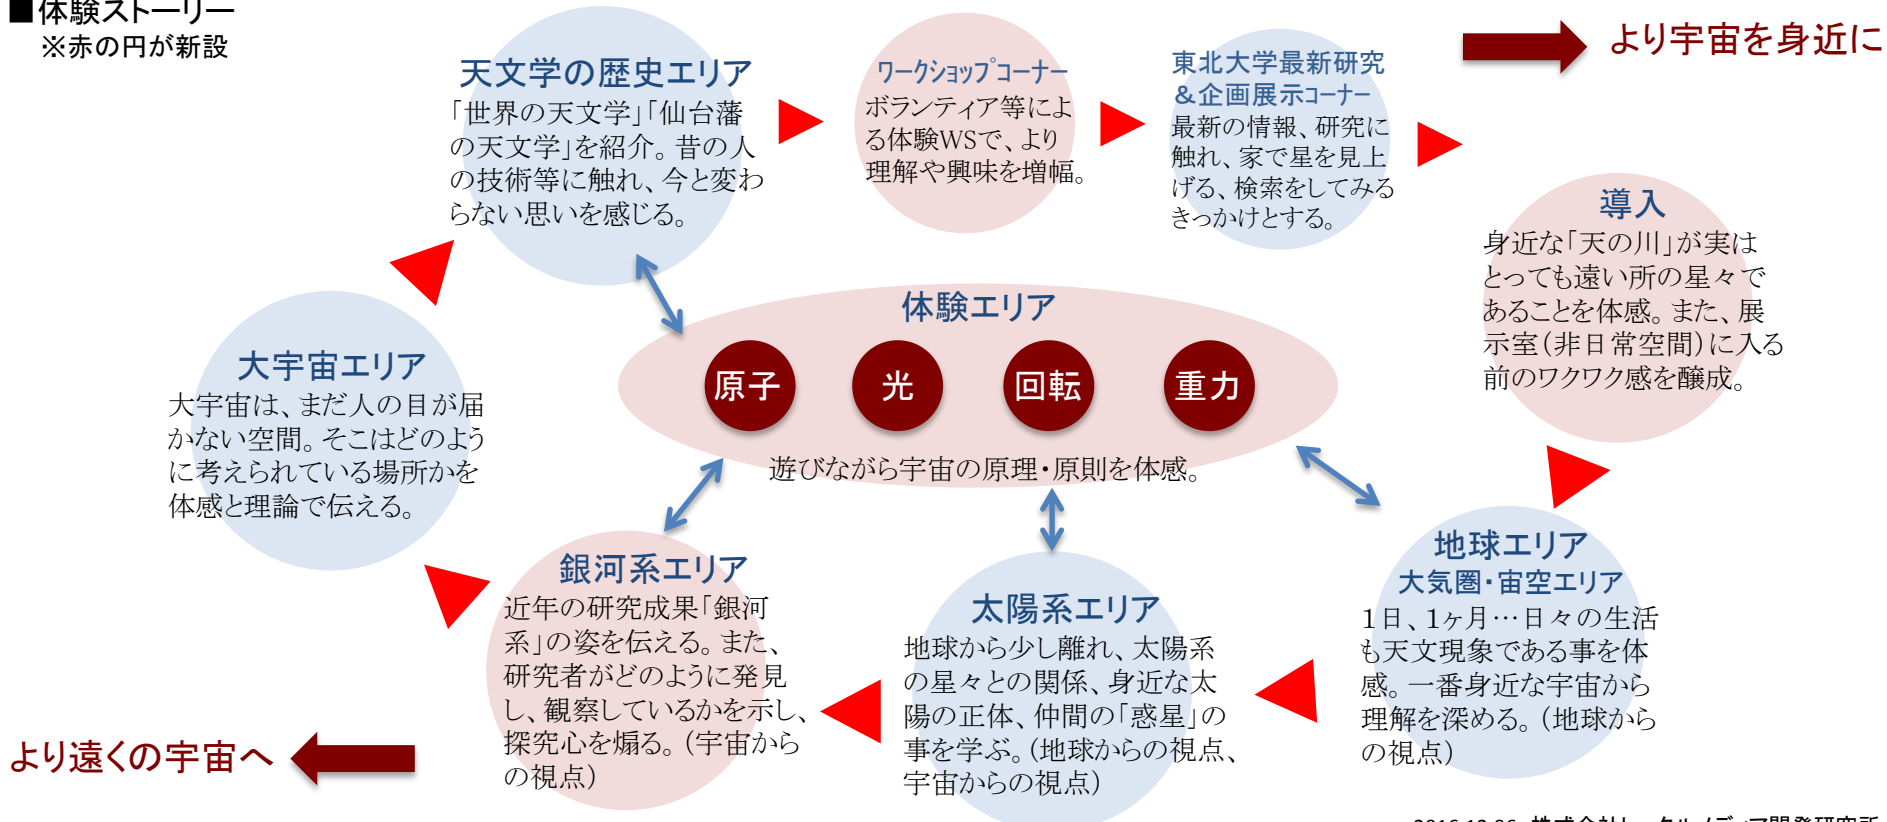 ■体験ストーリー
※赤の円が新設
より宇宙を身近に
天文学の歴史エリア
「世界の天文学」「仙台藩
の天文学」を紹介。昔の人
の技術等に触れ、今と変わ
らない思いを感じる。
ワークショップコーナー
ボランティア等によ
る体験WSで、より
理解や興味を増幅。
東北大学最新研究
&企画展示コーナー
最新の情報、研究に
触れ、家で星を見上
げる、検索をしてみる
きっかけとする。
導入
身近な「天の川」が実は
とっても遠い所の星々で
あることを体感。また、展
示室(非日常空間)に入る
前のワクワク感を醸成。
体験エリア
原子
光
回転
重力
遊びながら宇宙の原理・原則を体感。
大宇宙エリア
大宇宙は、まだ人の目が届
かない空間。そこはどのよう
に考えられている場所かを
体感と理論で伝える。
銀河系エリア
近年の研究成果「銀河
系」の姿を伝える。また、
研究者がどのように発見
し、観察しているかを示し、
探究心を煽る。(宇宙から
の視点)
太陽系エリア
地球から少し離れ、太陽系
の星々との関係、身近な太
陽の正体、仲間の「惑星」の
事を学ぶ。(地球からの視点、
宇宙からの視点)
地球エリア
大気圏・宙空エリア
1日、1ヶ月…日々の生活
も天文現象である事を体
感。一番身近な宇宙から
理解を深める。(地球から
の視点)
より遠くの宇宙へ
2016.12.06 株式会社トータルメディア開発研究所